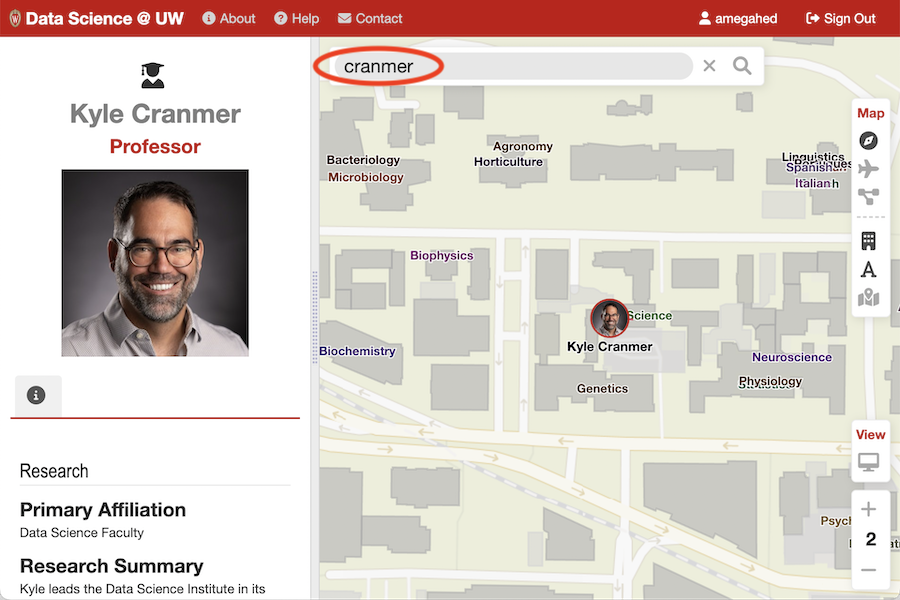 Data Science @ UW
About
Help
Contact
amegahed
Sign Out
Kyle Cranmer
Professor
Research
Primary Affiliation
Data Science Faculty
Research Summary
Kyle leads the Data Science Institute in its
cranmer
Map
Agronomy
Horticulture
Bacteriology
Microbiology
Linguistics
Spanish
Italian
Biophysics
Science
Kyle Cranmer
Biochemistry
Neuroscience
Genetics
Physiology
View
2